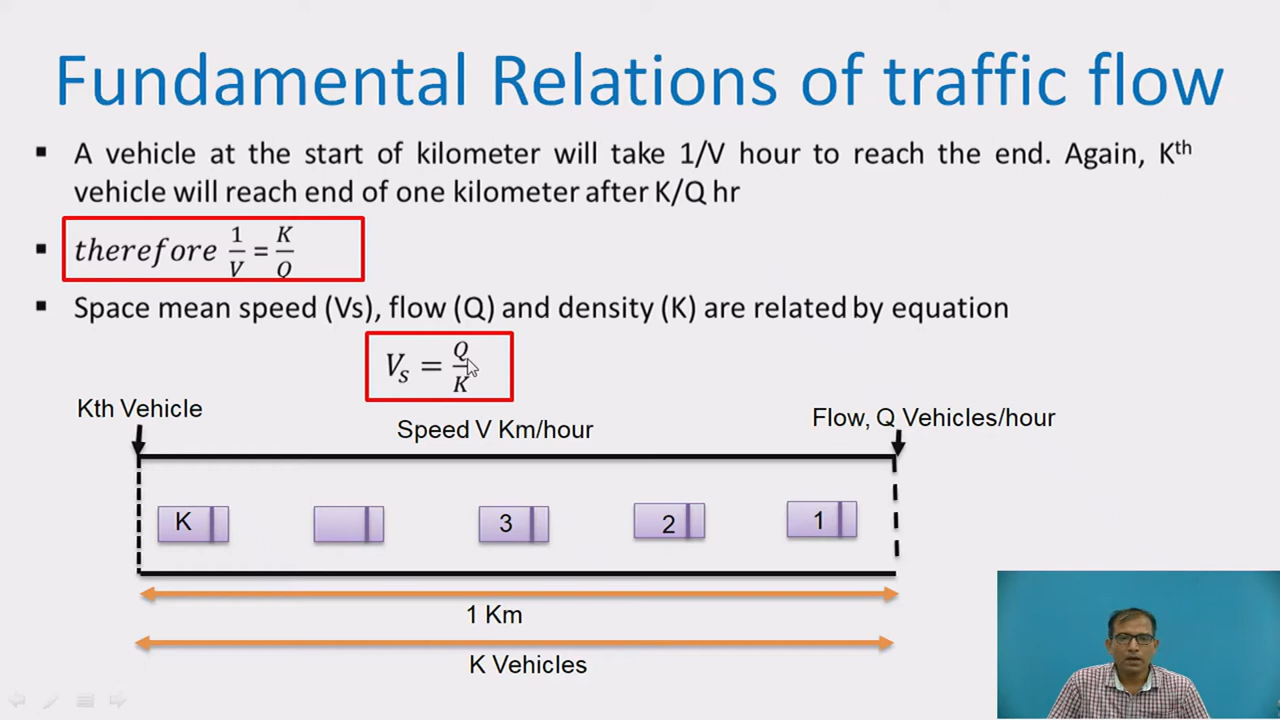 Fundamental Relations of traffic flow
▪ A vehicle at the start of kilometer will take 1/V hour to reach the end. Again, Kᵗʰ
vehicle will reach end of one kilometer after K/Q hr
▪ therefore 1/V = K/Q
▪ Space mean speed (Vs), flow (Q) and density (K) are related by equation
Vₛ = Q/K
Kth Vehicle
Speed V Km/hour
Flow, Q Vehicles/hour
K 3 2 1
1 Km
K Vehicles